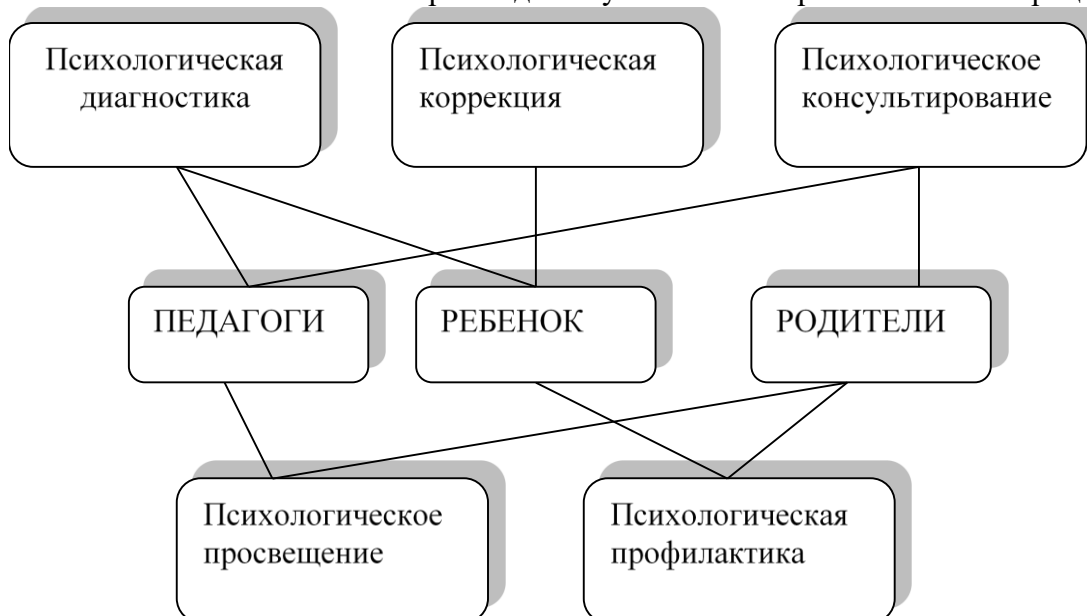 Психологическая
диагностика
Психологическая
коррекция
Психологическое
консультирование
ПЕДАГОГИ
РЕБЕНОК
РОДИТЕЛИ
Психологическое
просвещение
Психологическая
профилактика